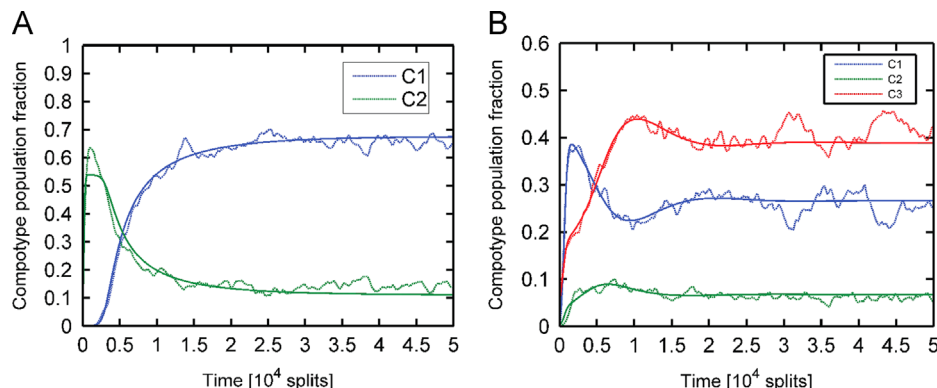 A
Compotype population fraction
1
0.9
0.8
0.7
0.6
0.5
0.4
0.3
0.2
0.1
0
C1
C2
0 0.5 1 1.5 2 2.5 3 3.5 4 4.5 5
Time [10⁴ splits]
B
Compotype population fraction
0.6
0.5
0.4
0.3
0.2
0.1
0.0
C1
C2
C3
0 0.5 1 1.5 2 2.5 3 3.5 4 4.5 5
Time [10⁴ splits]